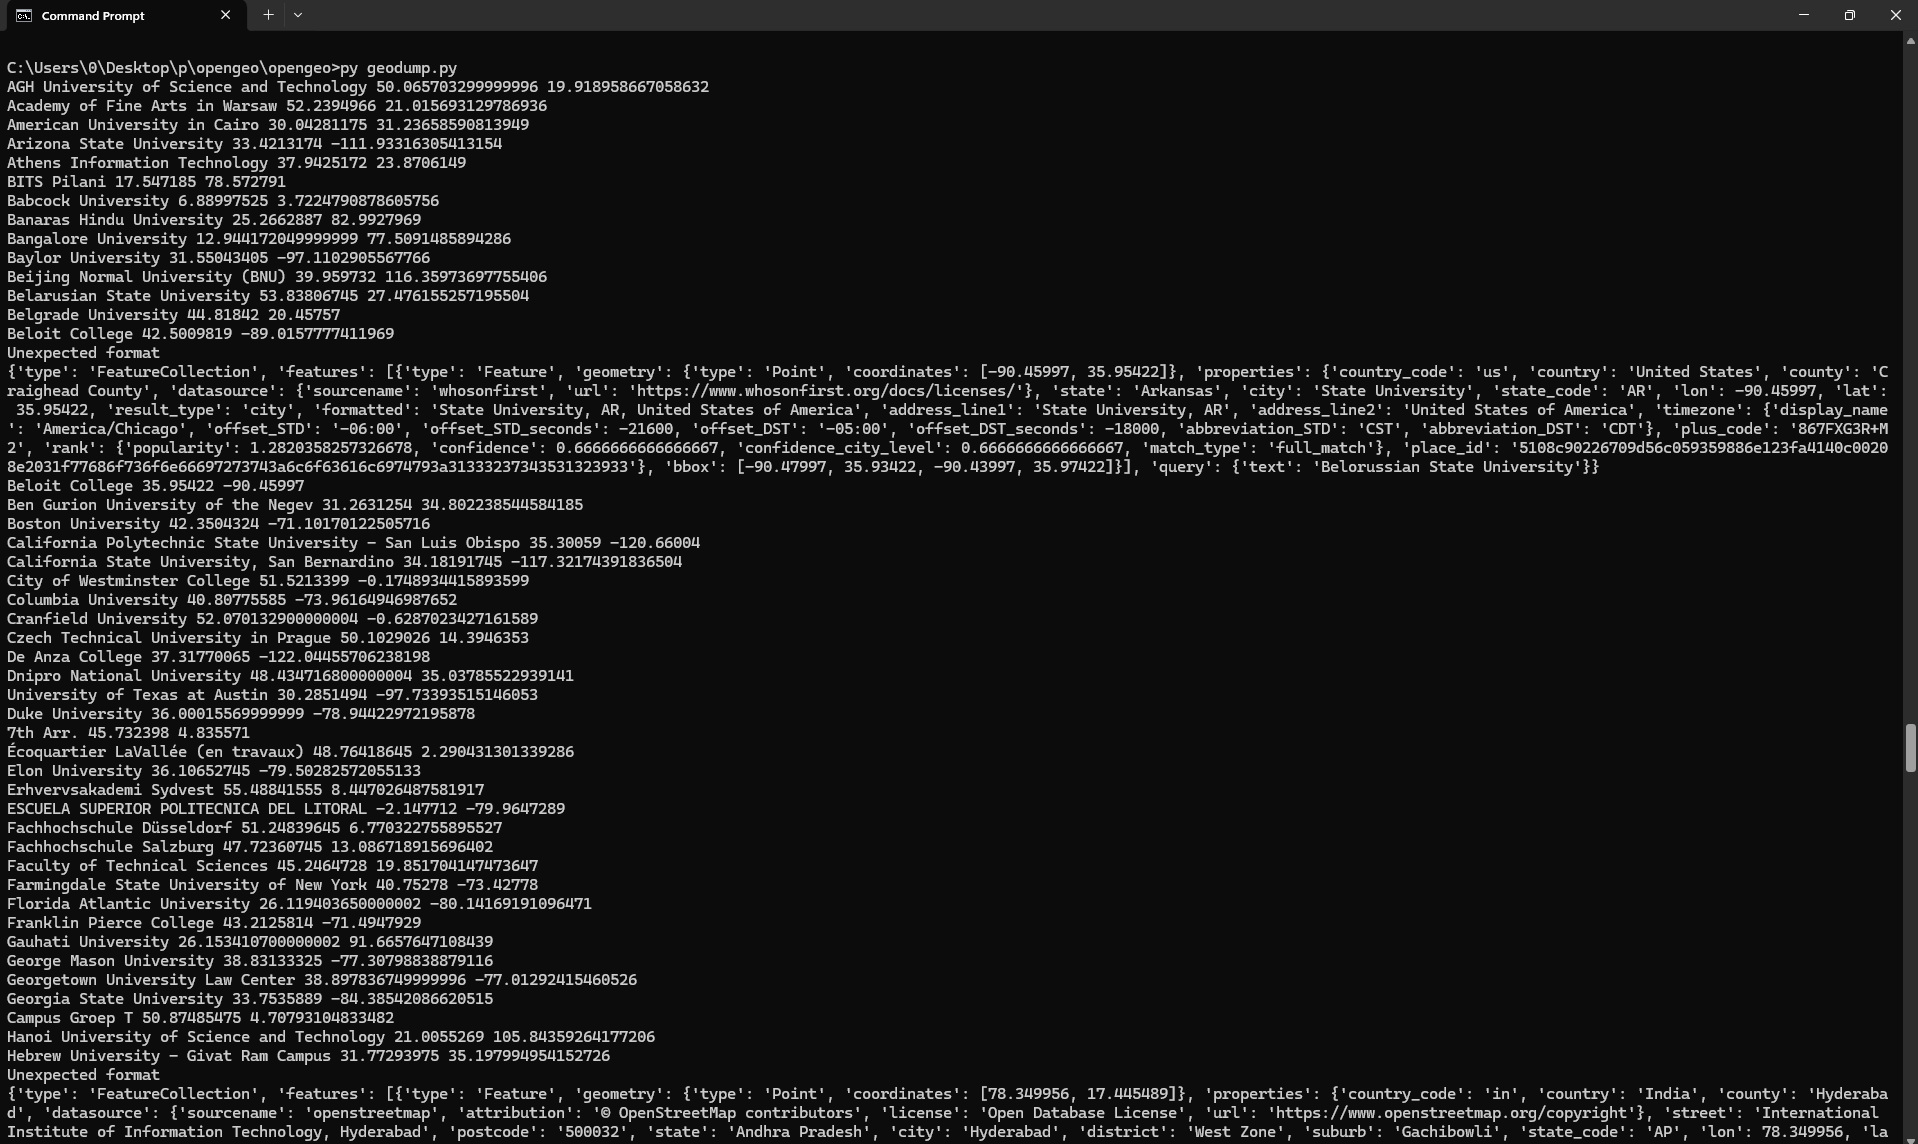 Command Prompt
C:\Users\0\Desktop\p\opengeo\opengeo>py geodump.py
AGH University of Science and Technology 50.065703299999996 19.918958667058632
Academy of Fine Arts in Warsaw 52.2394966 21.015693129786936
American University in Cairo 30.04281175 31.23658590813949
Arizona State University 33.4213174 -111.93316305413154
Athens Information Technology 37.9425172 23.8706149
BITS Pilani 17.547185 78.572791
Babcock University 6.88997525 3.7224790878605756
Banaras Hindu University 25.2662887 82.9927969
Bangalore University 12.944172049999999 77.5091485894286
Baylor University 31.55043405 -97.1102905567766
Beijing Normal University (BNU) 39.959732 116.35973697755406
Belarusian State University 53.83806745 27.476155257195504
Belgrade University 44.81842 20.45757
Beloit College 42.5009819 -89.0157777411969
Unexpected format
{'type': 'FeatureCollection', 'features': [{'type': 'Feature', 'geometry': {'type': 'Point', 'coordinates': [-90.45997, 35.95422]}, 'properties': {'country_code': 'us', 'country': 'United States', 'county': 'C
raighead County', 'datasource': {'sourcename': 'whosonfirst', 'url': 'https://www.whosonfirst.org/docs/licenses/'}, 'state': 'Arkansas', 'city': 'State University', 'state_code': 'AR', 'lon': -90.45997, 'lat':
 35.95422, 'result_type': 'city', 'formatted': 'State University, AR, United States of America', 'address_line1': 'State University, AR', 'address_line2': 'United States of America', 'timezone': {'display_name
': 'America/Chicago', 'offset_STD': '-06:00', 'offset_STD_seconds': -21600, 'offset_DST': '-05:00', 'offset_DST_seconds': -18000, 'abbreviation_STD': 'CST', 'abbreviation_DST': 'CDT'}, 'plus_code': '867FXG3R+M
2', 'rank': {'popularity': 1.2820358257326678, 'confidence': 0.6666666666666667, 'confidence_city_level': 0.6666666666666667, 'match_type': 'full_match'}, 'place_id': '5108c90226709d56c059359886e123fa4140c0020
8e2031f77686f736f6e66697273743a6c6f63616c6974793a31333237343531323933'}, 'bbox': [-90.47997, 35.93422, -90.43997, 35.97422]}], 'query': {'text': 'Belorussian State University'}}
Beloit College 35.95422 -90.45997
Ben Gurion University of the Negev 31.2631254 34.802238544584185
Boston University 42.3504324 -71.10170122505716
California Polytechnic State University - San Luis Obispo 35.30059 -120.66004
California State University, San Bernardino 34.18191745 -117.32174391836504
City of Westminster College 51.5213399 -0.1748934415893599
Columbia University 40.80775585 -73.96164946987652
Cranfield University 52.070132900000004 -0.6287023427161589
Czech Technical University in Prague 50.1029026 14.3946353
De Anza College 37.31770065 -122.04455706238198
Dnipro National University 48.434716800000004 35.03785522939141
University of Texas at Austin 30.2851494 -97.73393515146053
Duke University 36.00015569999999 -78.94422972195878
7th Arr. 45.732398 4.835571
Écoquartier LaVallée (en travaux) 48.76418645 2.290431301339286
Elon University 36.10652745 -79.50282572055133
Erhvervsakademi Sydvest 55.48841555 8.447026487581917
ESCUELA SUPERIOR POLITECNICA DEL LITORAL -2.147712 -79.9647289
Fachhochschule Düsseldorf 51.24839645 6.770322755895527
Fachhochschule Salzburg 47.72360745 13.086718915696402
Faculty of Technical Sciences 45.2464728 19.851704147473647
Farmingdale State University of New York 40.75278 -73.42778
Florida Atlantic University 26.119403650000002 -80.14169191096471
Franklin Pierce College 43.2125814 -71.4947929
Gauhati University 26.153410700000002 91.6657647108439
George Mason University 38.83133325 -77.30798838879116
Georgetown University Law Center 38.897836749999996 -77.01292415460526
Georgia State University 33.7535889 -84.38542086620515
Campus Groep T 50.87485475 4.70793104833482
Hanoi University of Science and Technology 21.0055269 105.84359264177206
Hebrew University - Givat Ram Campus 31.77293975 35.197994954152726
Unexpected format
{'type': 'FeatureCollection', 'features': [{'type': 'Feature', 'geometry': {'type': 'Point', 'coordinates': [78.349956, 17.445489]}, 'properties': {'country_code': 'in', 'country': 'India', 'county': 'Hyderaba
d', 'datasource': {'sourcename': 'openstreetmap', 'attribution': '© OpenStreetMap contributors', 'license': 'Open Database License', 'url': 'https://www.openstreetmap.org/copyright'}, 'street': 'International 
Institute of Information Technology, Hyderabad', 'postcode': '500032', 'state': 'Andhra Pradesh', 'city': 'Hyderabad', 'district': 'West Zone', 'suburb': 'Gachibowli', 'state_code': 'AP', 'lon': 78.349956, 'la